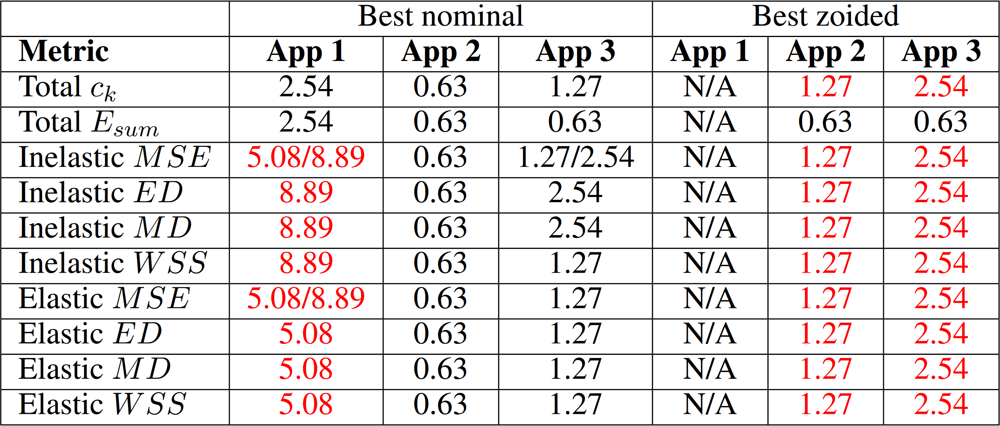 Best nominal Best zoided
Metric App 1 App 2 App 3 App 1 App 2 App 3
Total c_k 2.54 0.63 1.27 N/A 1.27 2.54
Total E_sum 2.54 0.63 0.63 N/A 0.63 0.63
Inelastic MSE 5.08/8.89 0.63 1.27/2.54 N/A 1.27 2.54
Inelastic ED 8.89 0.63 2.54 N/A 1.27 2.54
Inelastic MD 8.89 0.63 2.54 N/A 1.27 2.54
Inelastic WSS 8.89 0.63 1.27 N/A 1.27 2.54
Elastic MSE 5.08/8.89 0.63 1.27 N/A 1.27 2.54
Elastic ED 5.08 0.63 1.27 N/A 1.27 2.54
Elastic MD 5.08 0.63 1.27 N/A 1.27 2.54
Elastic WSS 5.08 0.63 1.27 N/A 1.27 2.54